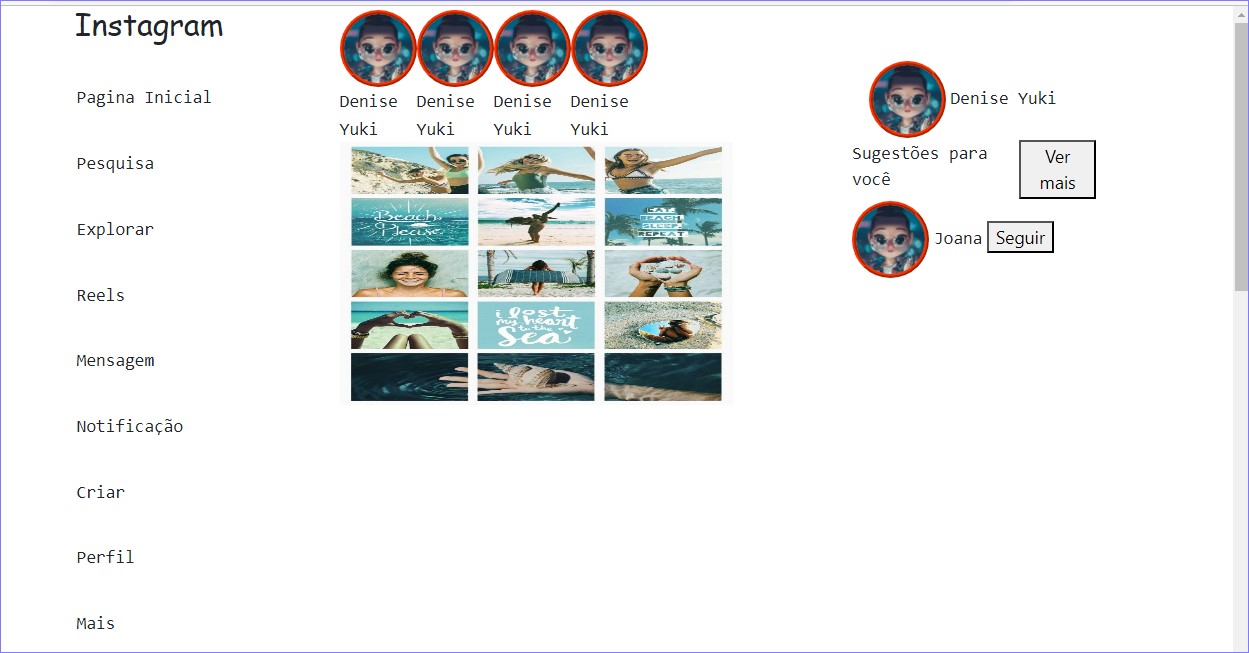 Instagram
Pagina Inicial
Pesquisa
Explorar
Reels
Mensagem
Notificação
Criar
Perfil
Mais
Denise
Yuki
Denise
Yuki
Denise
Yuki
Denise
Yuki
Beach,
Please.
EAT.
BEACH
SLEEP
REPEAT
i lost
my heart
to the
Sea
Denise Yuki
Sugestões para
você
Ver
mais
Joana
Seguir